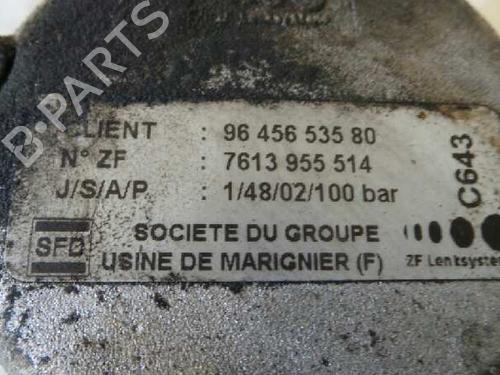 B-PARTS
CLIENT : 96 456 535 80
N° ZF : 7613 955 514
J/S/A/P : 1/48/02/100 bar
C643
SFD
SOCIETE DU GROUPE
USINE DE MARIGNIER (F)
ZF Lenksysteme